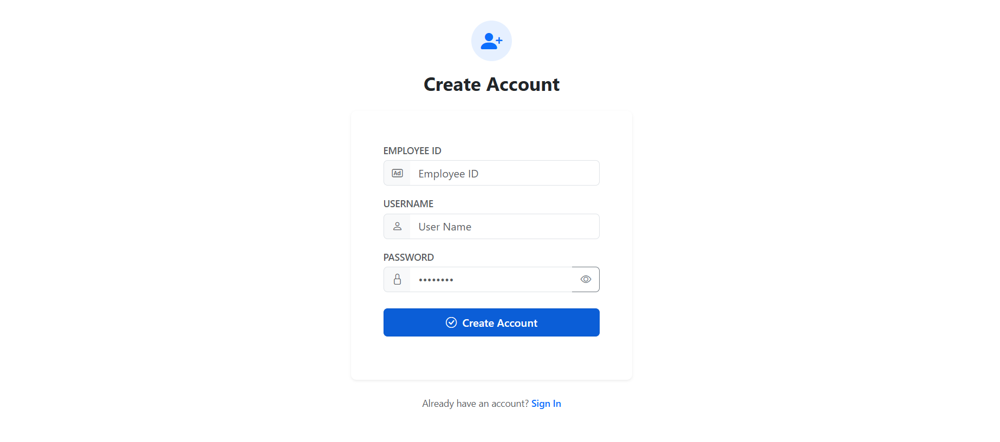 Create Account
EMPLOYEE ID
Ad
Employee ID
USERNAME
User Name
PASSWORD
••••••••
Create Account
Already have an account? Sign In